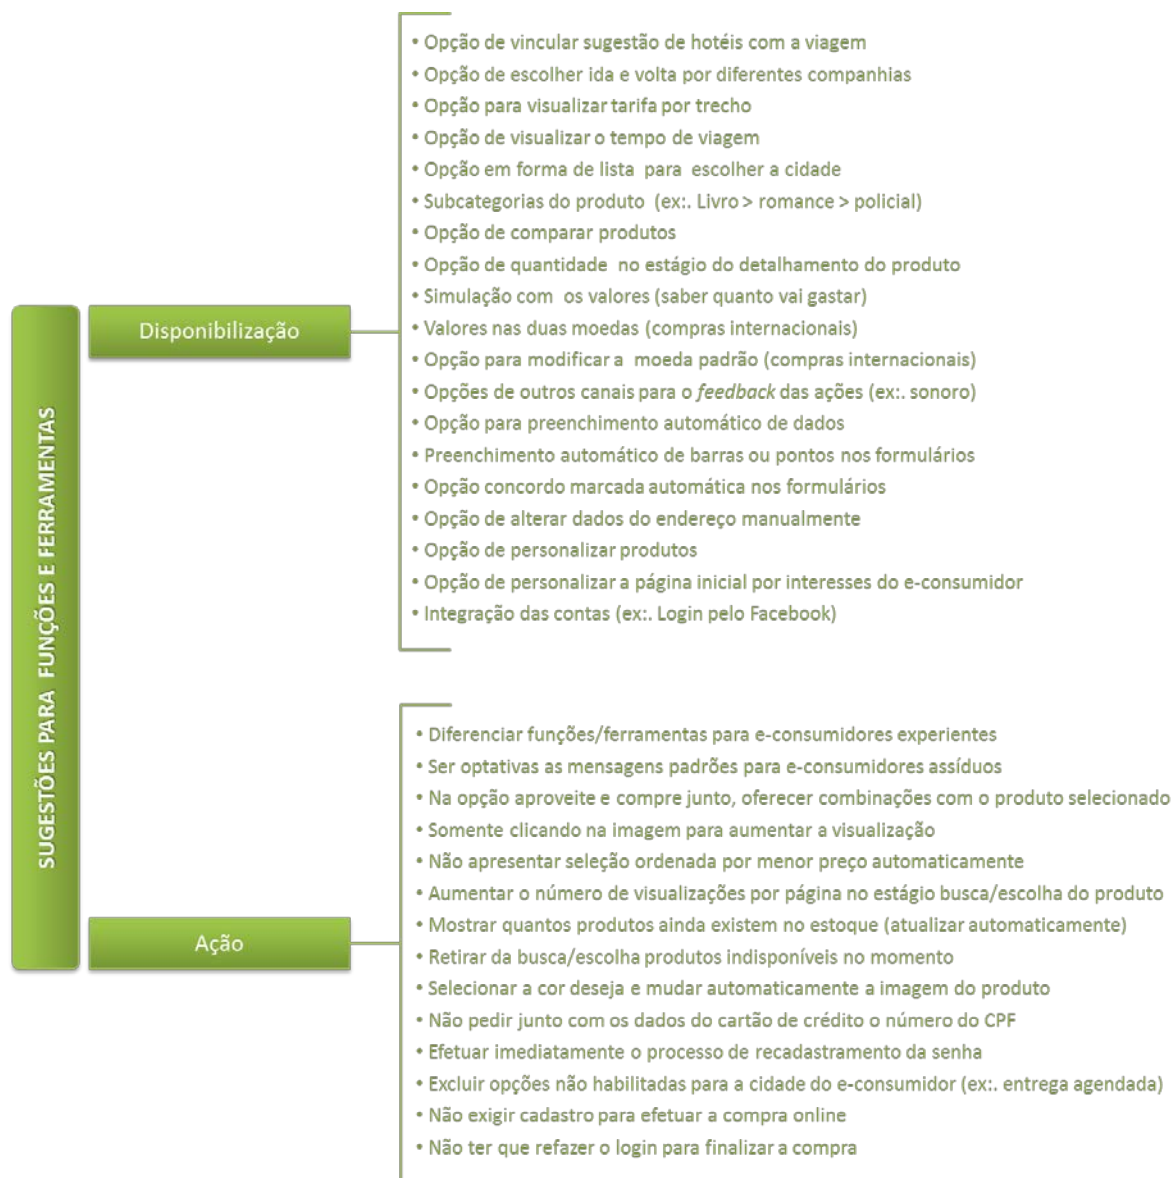 SUGESTÕES PARA FUNÇÕES E FERRAMENTAS
Disponibilização
• Opção de vincular sugestão de hotéis com a viagem
• Opção de escolher ida e volta por diferentes companhias
• Opção para visualizar tarifa por trecho
• Opção de visualizar o tempo de viagem
• Opção em forma de lista para escolher a cidade
• Subcategorias do produto (ex:. Livro > romance > policial)
• Opção de comparar produtos
• Opção de quantidade no estágio do detalhamento do produto
• Simulação com os valores (saber quanto vai gastar)
• Valores nas duas moedas (compras internacionais)
• Opção para modificar a moeda padrão (compras internacionais)
• Opções de outros canais para o feedback das ações (ex:. sonoro)
• Opção para preenchimento automático de dados
• Preenchimento automático de barras ou pontos nos formulários
• Opção concordo marcada automática nos formulários
• Opção de alterar dados do endereço manualmente
• Opção de personalizar produtos
• Opção de personalizar a página inicial por interesses do e-consumidor
• Integração das contas (ex:. Login pelo Facebook)
Ação
• Diferenciar funções/ferramentas para e-consumidores experientes
• Ser optativas as mensagens padrões para e-consumidores assíduos
• Na opção aproveite e compre junto, oferecer combinações com o produto selecionado
• Somente clicando na imagem para aumentar a visualização
• Não apresentar seleção ordenada por menor preço automaticamente
• Aumentar o número de visualizações por página no estágio busca/escolha do produto
• Mostrar quantos produtos ainda existem no estoque (atualizar automaticamente)
• Retirar da busca/escolha produtos indisponíveis no momento
• Selecionar a cor deseja e mudar automaticamente a imagem do produto
• Não pedir junto com os dados do cartão de crédito o número do CPF
• Efetuar imediatamente o processo de recadastramento da senha
• Excluir opções não habilitadas para a cidade do e-consumidor (ex:. entrega agendada)
• Não exigir cadastro para efetuar a compra online
• Não ter que refazer o login para finalizar a compra